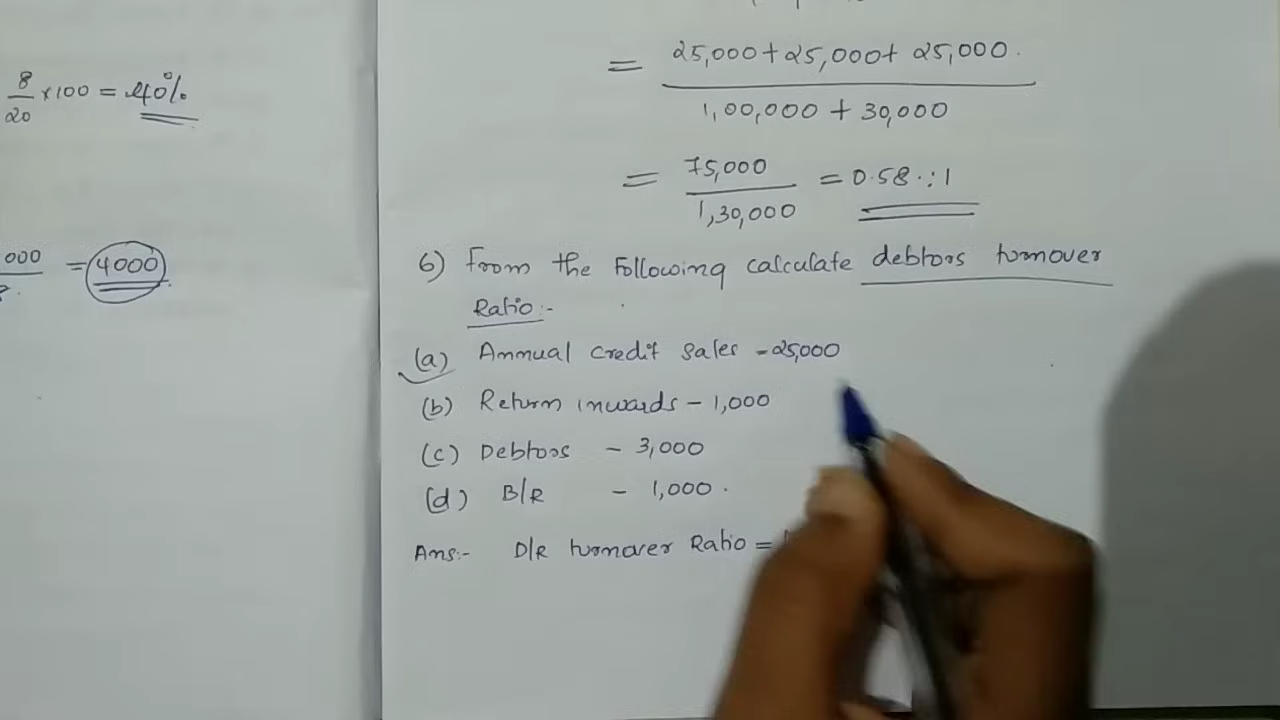 8/20 ×100 = 40%
000 = 4000
= 25,000+25,000+25,000 / 1,00,000 + 30,000
= 75,000 / 1,30,000 = 0.58.:1
6) From the Following calculate debtors turnover
Ratio:-
(a) Annual credit sales - 25,000
(b) Return inwards - 1,000
(c) Debtors - 3,000
(d) B/R - 1,000.
Ans:- D/R turnover Ratio =